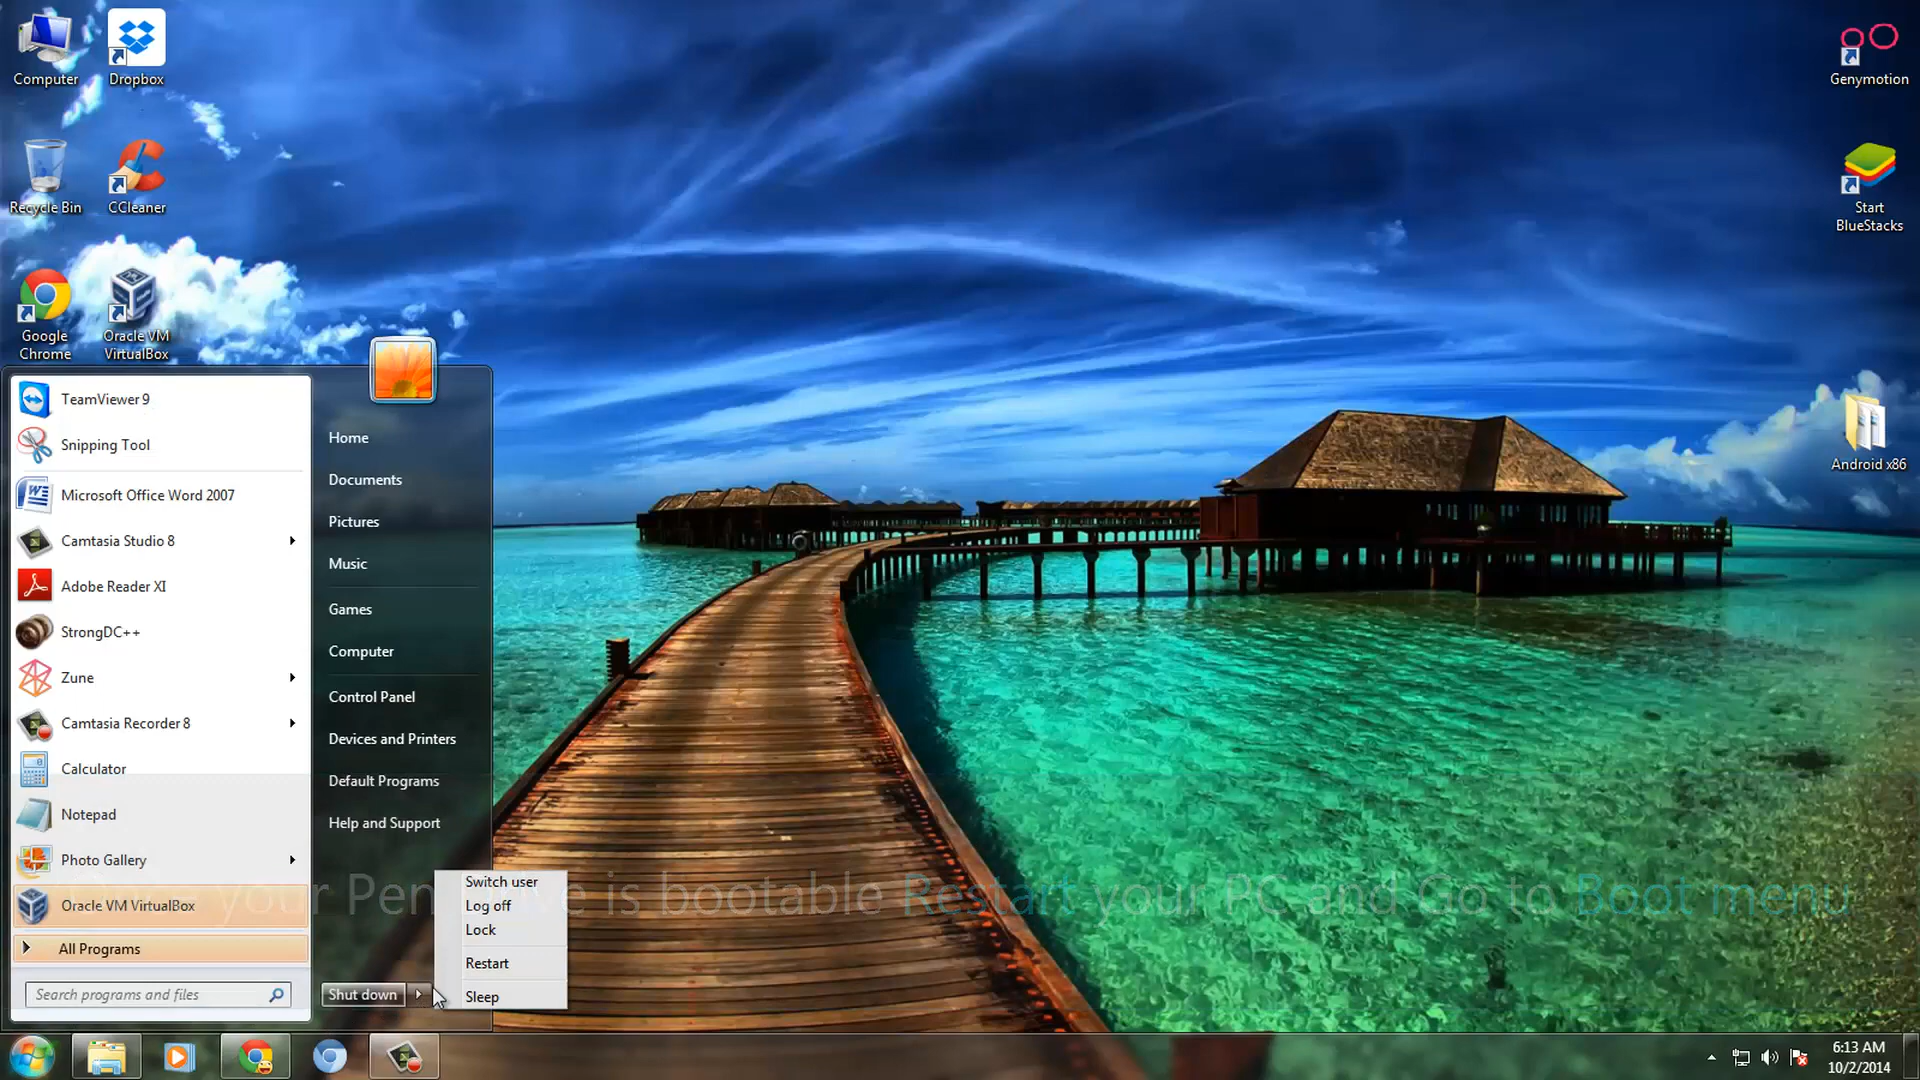 Computer
Dropbox
Genymotion
Recycle Bin
CCleaner
Start
BlueStacks
Google
Chrome
Oracle VM
VirtualBox
Android x86
TeamViewer 9
Snipping Tool
Microsoft Office Word 2007
Camtasia Studio 8
Adobe Reader XI
StrongDC++
Zune
Camtasia Recorder 8
Calculator
Notepad
Photo Gallery
Oracle VM VirtualBox
All Programs
Search programs and files
Home
Documents
Pictures
Music
Games
Computer
Control Panel
Devices and Printers
Default Programs
Help and Support
Shut down
Switch user
Log off
Lock
Restart
Sleep
your Pen is bootable Restart your PC and Go to Boot menu
6:13 AM
10/2/2014